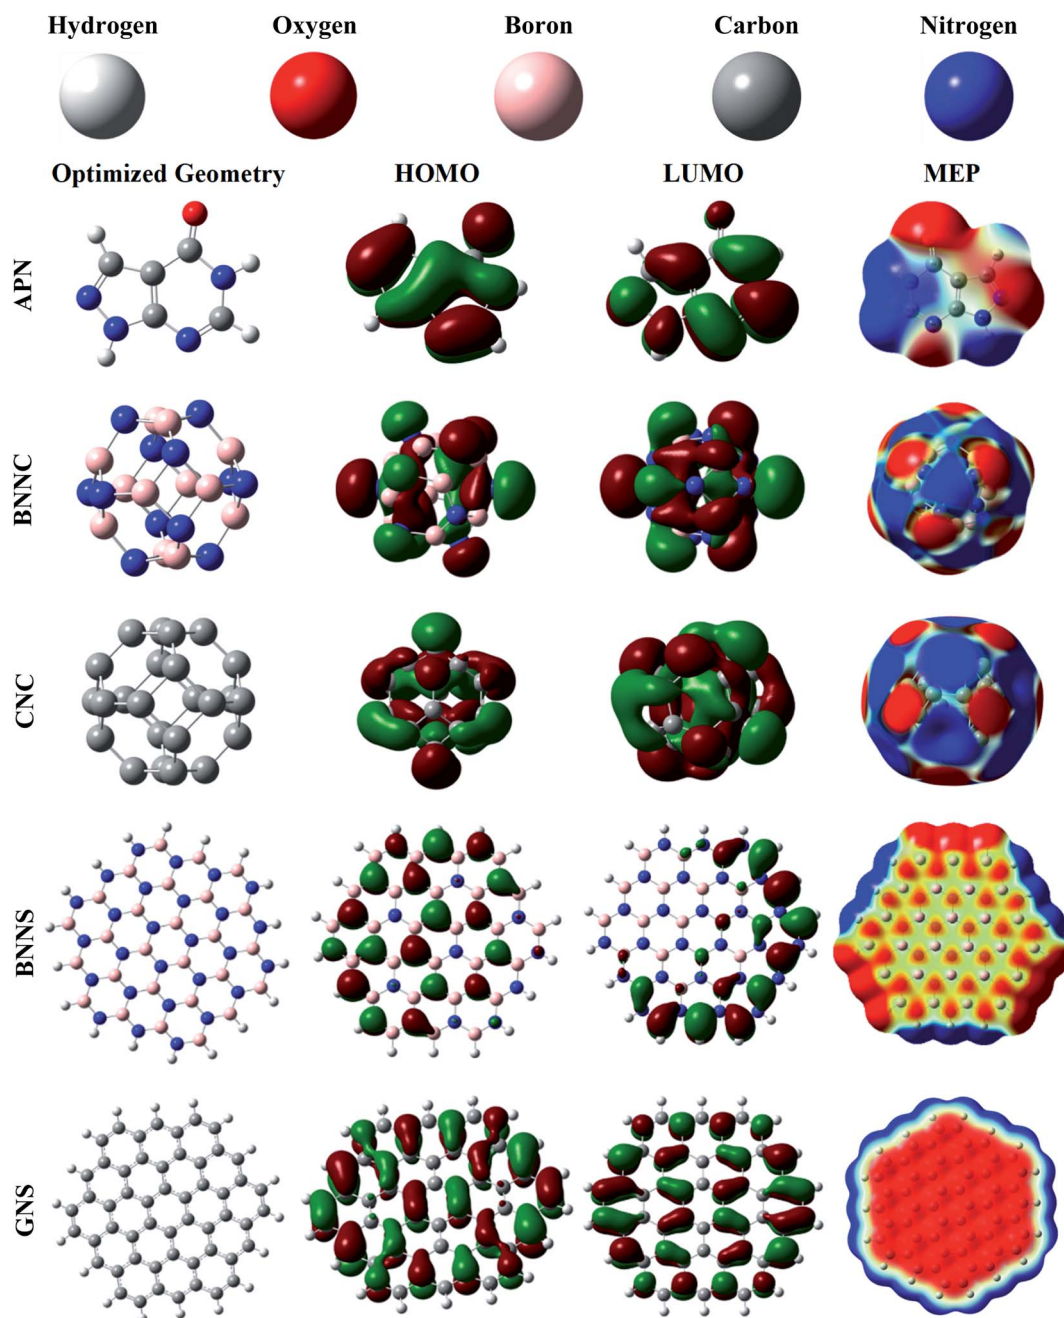 Hydrogen Oxygen Boron Carbon Nitrogen
Optimized Geometry HOMO LUMO MEP
APN
BNNC
CNC
BNNS
GNS